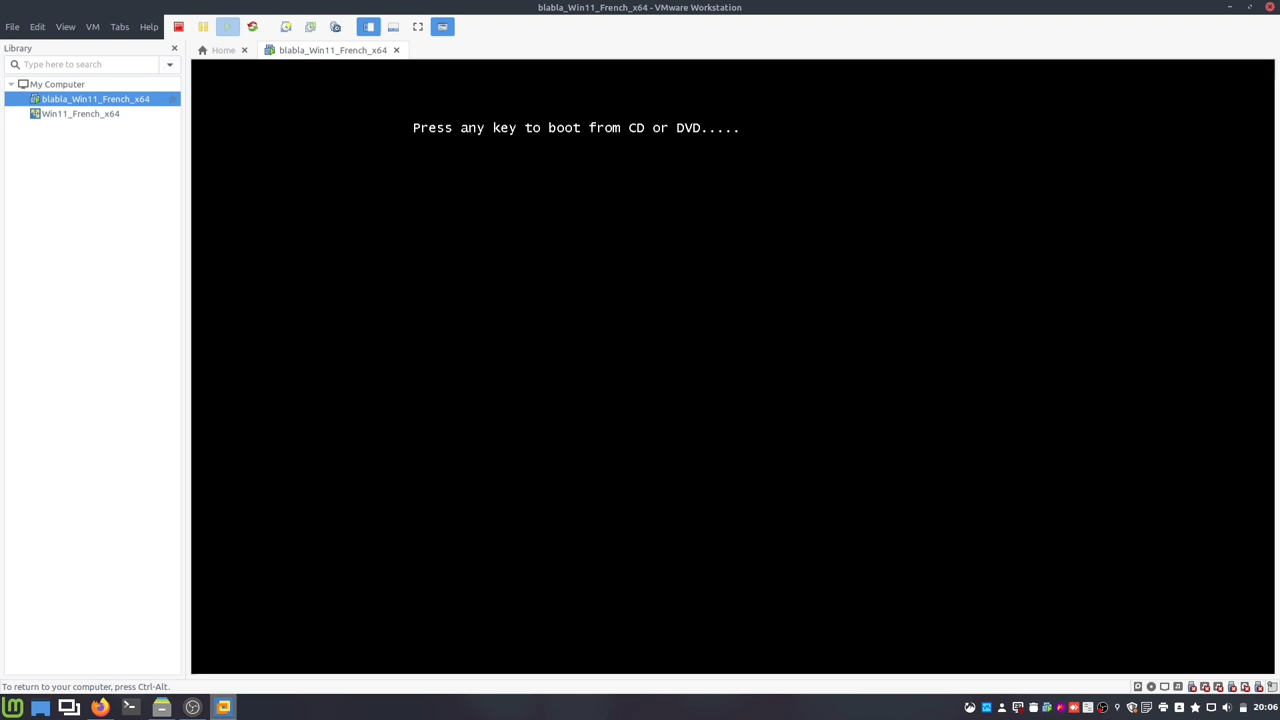 blabla_Win11_French_x64 - VMware Workstation
File Edit View VM Tabs Help
Library
Home
blabla_Win11_French_x64
Type here to search
My Computer
blabla_Win11_French_x64
Win11_French_x64
Press any key to boot from CD or DVD.....
To return to your computer, press Ctrl-Alt.
20:06